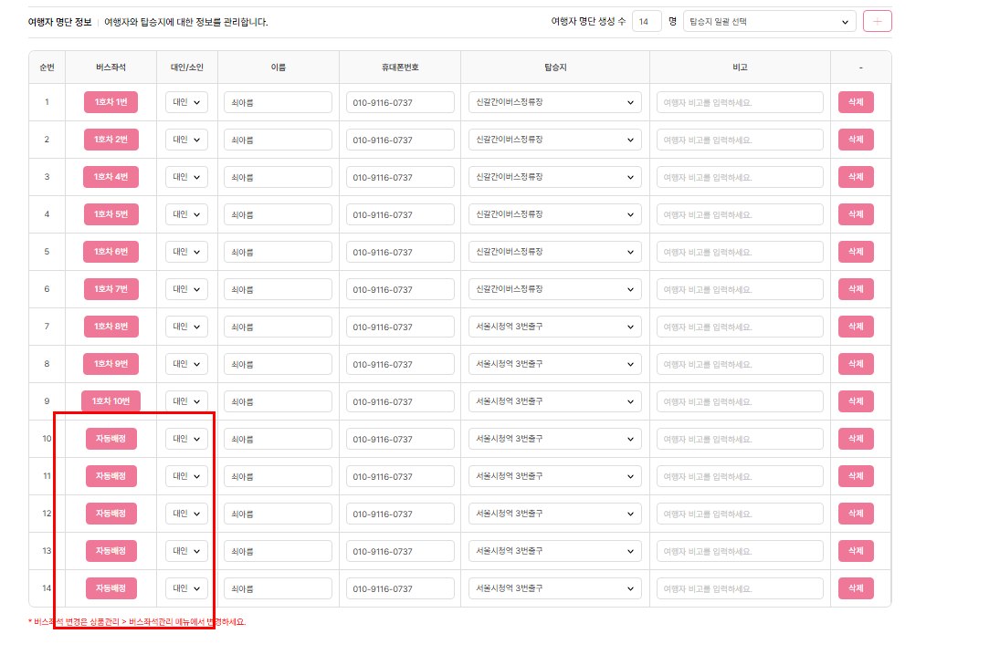 여행자 명단 정보 | 여행자와 탑승지에 대한 정보를 관리합니다. 여행자 명단 생성 수 14 명 탑승지 일괄 선택 +
순번 버스좌석 대인/소인 이름 휴대폰번호 탑승지 비고 -
1 1호차 1번 대인 최아름 010-9116-0737 신갈간이버스정류장 여행자 비고를 입력하세요. 삭제
2 1호차 2번 대인 최아름 010-9116-0737 신갈간이버스정류장 여행자 비고를 입력하세요. 삭제
3 1호차 4번 대인 최아름 010-9116-0737 신갈간이버스정류장 여행자 비고를 입력하세요. 삭제
4 1호차 5번 대인 최아름 010-9116-0737 신갈간이버스정류장 여행자 비고를 입력하세요. 삭제
5 1호차 6번 대인 최아름 010-9116-0737 신갈간이버스정류장 여행자 비고를 입력하세요. 삭제
6 1호차 7번 대인 최아름 010-9116-0737 신갈간이버스정류장 여행자 비고를 입력하세요. 삭제
7 1호차 8번 대인 최아름 010-9116-0737 서울시청역 3번출구 여행자 비고를 입력하세요. 삭제
8 1호차 9번 대인 최아름 010-9116-0737 서울시청역 3번출구 여행자 비고를 입력하세요. 삭제
9 1호차 10번 대인 최아름 010-9116-0737 서울시청역 3번출구 여행자 비고를 입력하세요. 삭제
10 자동배정 대인 최아름 010-9116-0737 서울시청역 3번출구 여행자 비고를 입력하세요. 삭제
11 자동배정 대인 최아름 010-9116-0737 서울시청역 3번출구 여행자 비고를 입력하세요. 삭제
12 자동배정 대인 최아름 010-9116-0737 서울시청역 3번출구 여행자 비고를 입력하세요. 삭제
13 자동배정 대인 최아름 010-9116-0737 서울시청역 3번출구 여행자 비고를 입력하세요. 삭제
14 자동배정 대인 최아름 010-9116-0737 서울시청역 3번출구 여행자 비고를 입력하세요. 삭제
* 버스좌석 변경은 상품관리 > 버스좌석관리 메뉴에서 변경하세요.